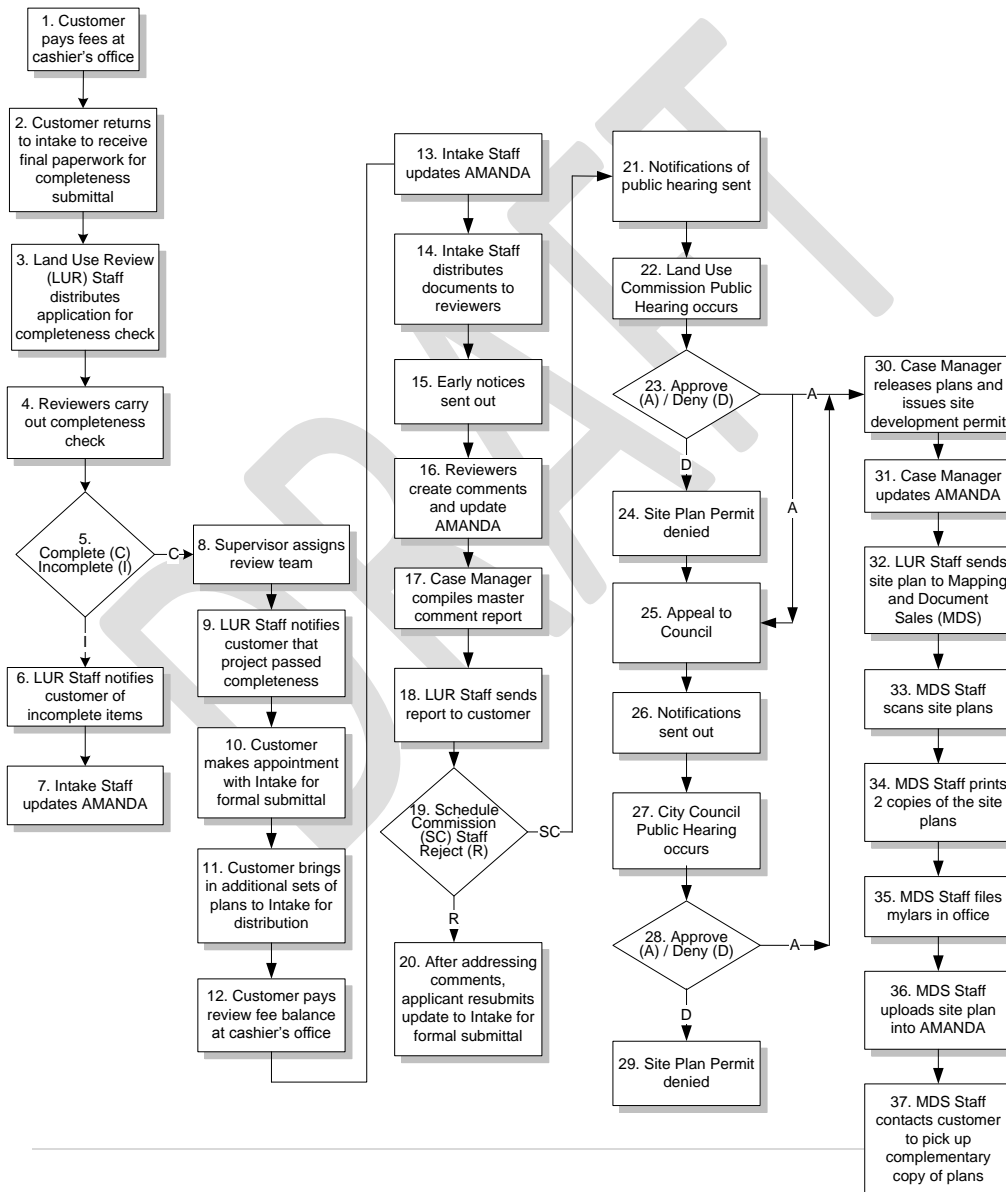 1. Customer
pays fees at
cashier's office
2. Customer returns
to intake to receive
final paperwork for
completeness
submittal
3. Land Use Review
(LUR) Staff
distributes
application for
completeness check
4. Reviewers carry
out completeness
check
5.
Complete (C)
Incomplete (I)
C
I
6. LUR Staff notifies
customer of
incomplete items
7. Intake Staff
updates AMANDA
8. Supervisor assigns
review team
9. LUR Staff notifies
customer that
project passed
completeness
10. Customer
makes appointment
with Intake for
formal submittal
11. Customer brings
in additional sets of
plans to Intake for
distribution
12. Customer pays
review fee balance
at cashier's office
13. Intake Staff
updates AMANDA
14. Intake Staff
distributes
documents to
reviewers
15. Early notices
sent out
16. Reviewers
create comments
and update
AMANDA
17. Case Manager
compiles master
comment report
18. LUR Staff sends
report to customer
19. Schedule
Commission
(SC) Staff
Reject (R)
SC
R
20. After addressing
comments,
applicant resubmits
update to Intake for
formal submittal
21. Notifications of
public hearing sent
22. Land Use
Commission Public
Hearing occurs
23. Approve
(A) / Deny (D)
A
A
D
24. Site Plan Permit
denied
25. Appeal to
Council
26. Notifications
sent out
27. City Council
Public Hearing
occurs
28. Approve
(A) / Deny (D)
A
D
29. Site Plan Permit
denied
30. Case Manager
releases plans and
issues site
development permit
31. Case Manager
updates AMANDA
32. LUR Staff sends
site plan to Mapping
and Document
Sales (MDS)
33. MDS Staff
scans site plans
34. MDS Staff prints
2 copies of the site
plans
35. MDS Staff files
mylars in office
36. MDS Staff
uploads site plan
into AMANDA
37. MDS Staff
contacts customer
to pick up
complementary
copy of plans
DRAFT